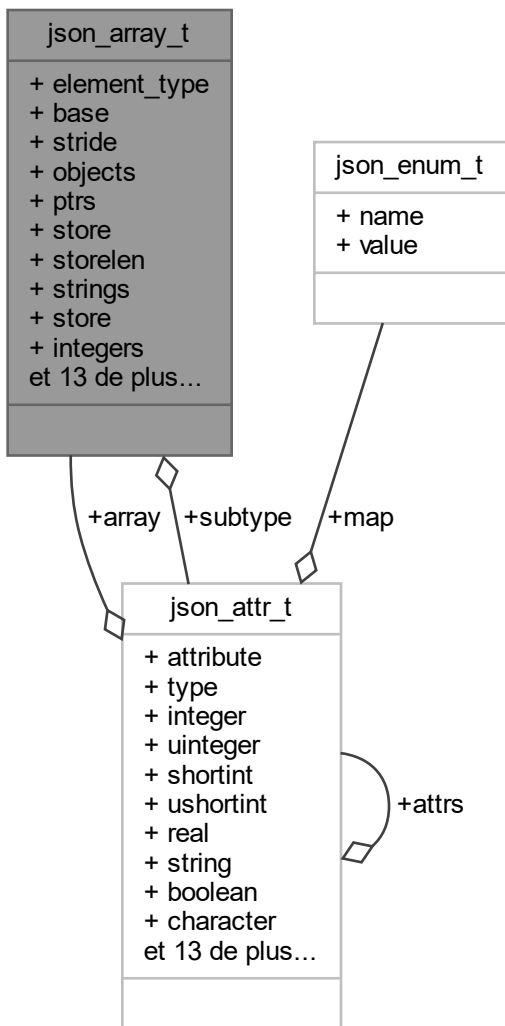 json_array_t
+ element_type
+ base
+ stride
+ objects
+ ptrs
+ store
+ storelen
+ strings
+ store
+ integers
et 13 de plus...
json_enum_t
+ name
+ value
+array
+subtype
+map
json_attr_t
+ attribute
+ type
+ integer
+ uinteger
+ shortint
+ ushortint
+ real
+ string
+ boolean
+ character
et 13 de plus...
+attrs